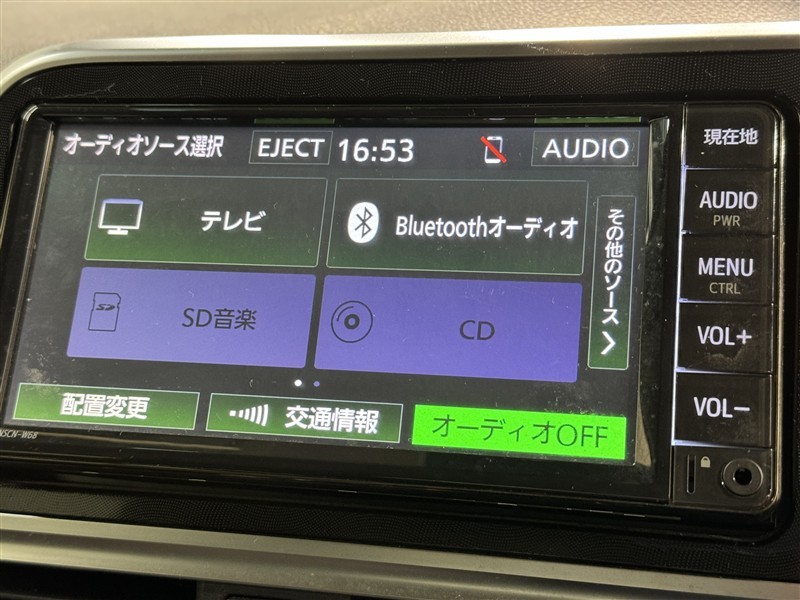 オーディオソース選択 EJECT 16:53 AUDIO
テレビ
Bluetoothオーディオ
その他のソース
SD音楽
CD
配置変更
交通情報
オーディオOFF
NSCN-W68
現在地
AUDIO
PWR
MENU
CTRL
VOL+
VOL-